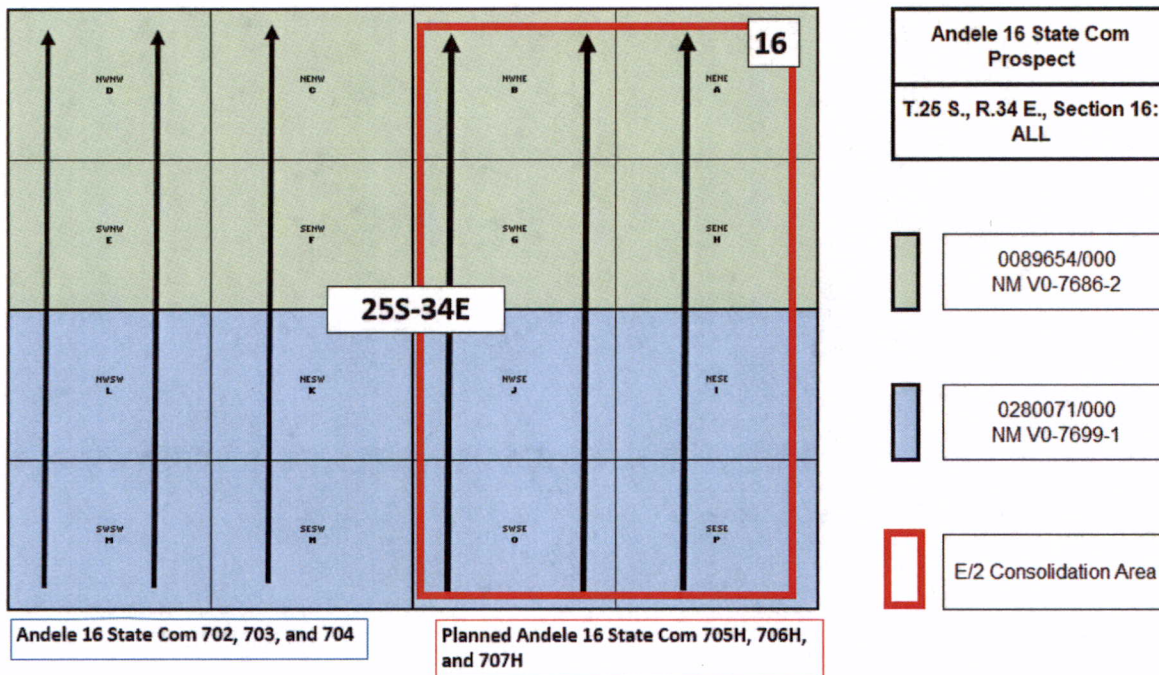 16
NWNW
D
NENW
C
NWNE
B
NENE
A
SWNW
E
SENW
F
SWNE
G
SENE
H
25S-34E
NWSW
L
NESW
K
NWSE
J
NESE
I
SWSW
M
SESW
N
SWSE
O
SESE
P
Andele 16 State Com 702, 703, and 704
Planned Andele 16 State Com 705H, 706H,
and 707H
Andele 16 State Com
Prospect
T.25 S., R.34 E., Section 16:
ALL
0089654/000
NM V0-7686-2
0280071/000
NM V0-7699-1
E/2 Consolidation Area